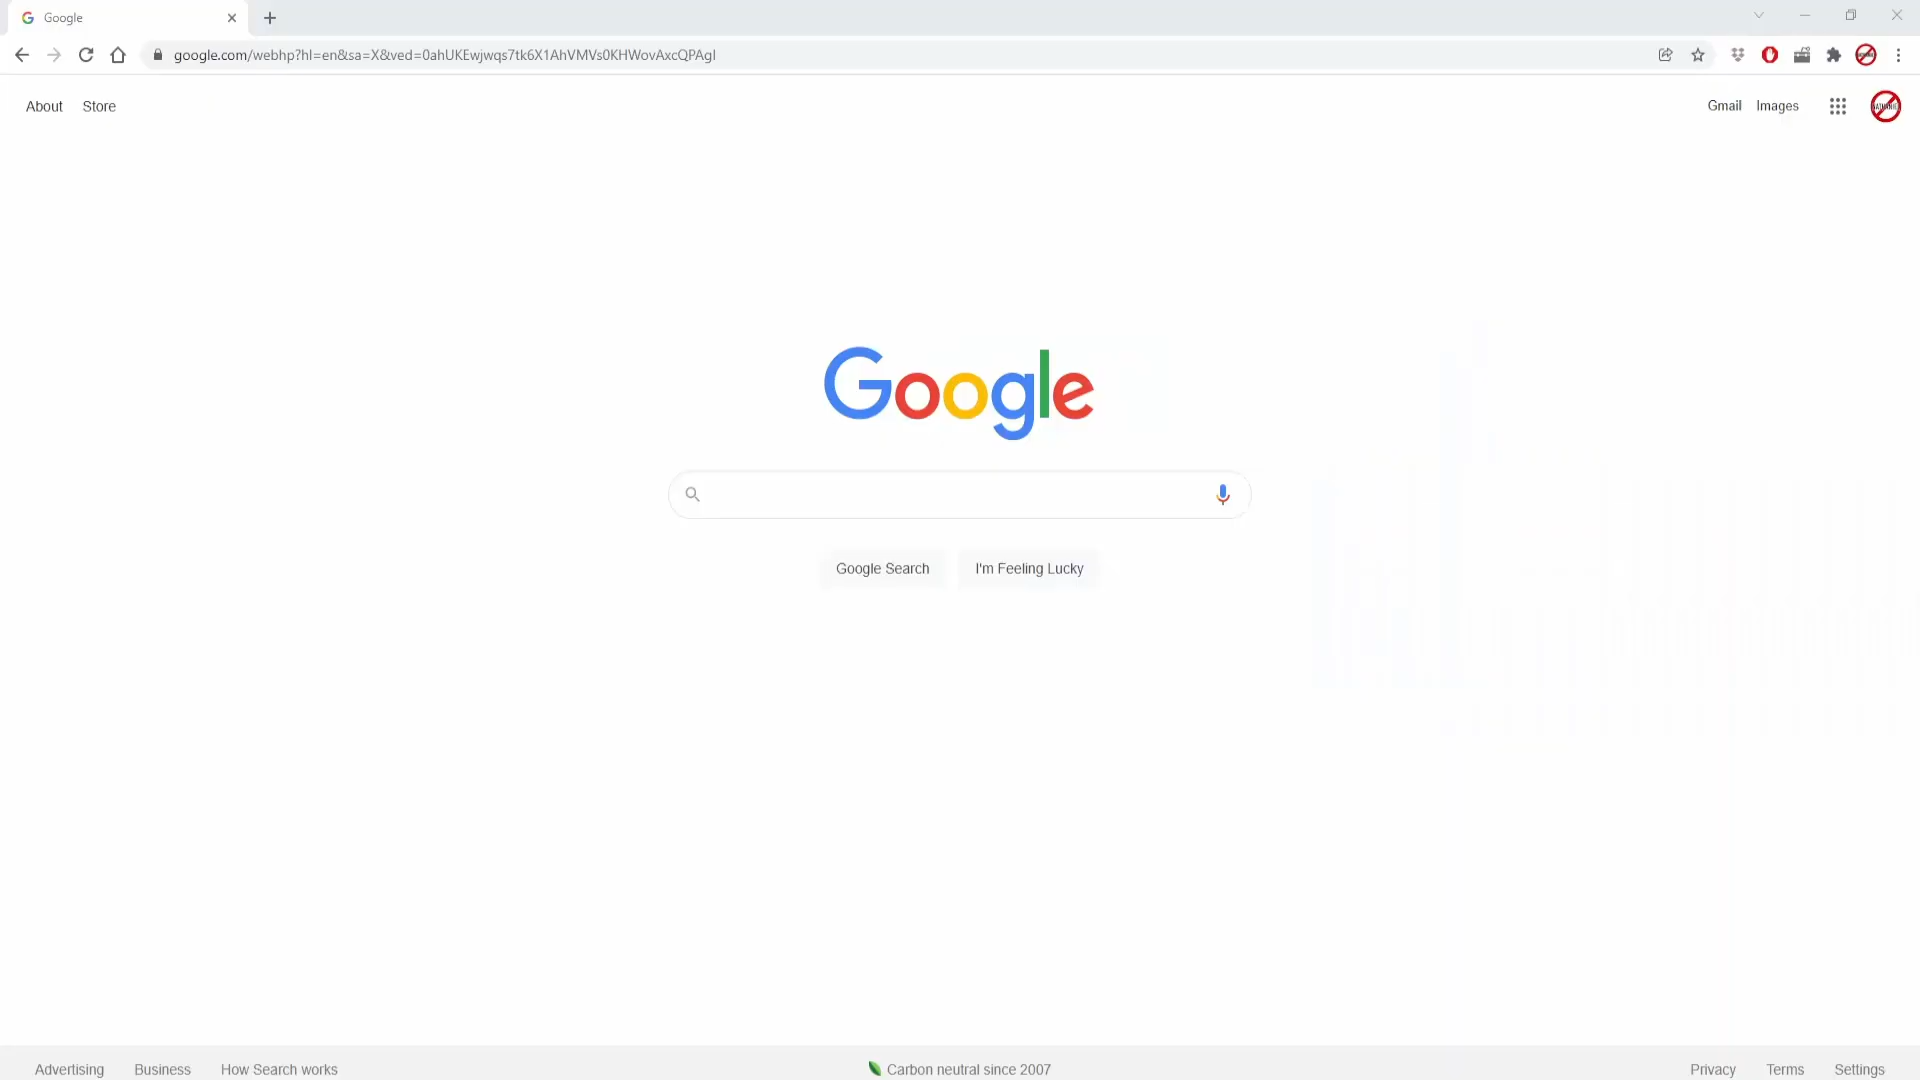 Google
google.com/webhp?hl=en&sa=X&ved=0ahUKEwjwqs7tk6X1AhVMVs0KHWovAxcQPAgI
About Store
Gmail Images
Google
Google Search I'm Feeling Lucky
Advertising Business How Search works
Carbon neutral since 2007
Privacy Terms Settings